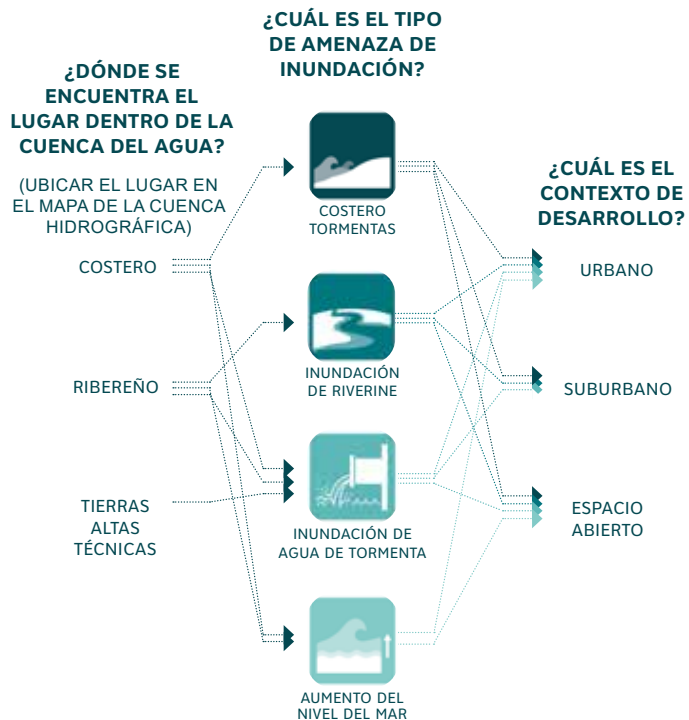 ¿DÓNDE SE
ENCUENTRA EL
LUGAR DENTRO DE LA
CUENCA DEL AGUA?
(UBICAR EL LUGAR EN
EL MAPA DE LA CUENCA
HIDROGRÁFICA)
COSTERO
RIBEREÑO
TIERRAS
ALTAS
TÉCNICAS
¿CUÁL ES EL TIPO
DE AMENAZA DE
INUNDACIÓN?
COSTERO
TORMENTAS
INUNDACIÓN
DE RIVERINE
INUNDACIÓN DE
AGUA DE TORMENTA
AUMENTO DEL
NIVEL DEL MAR
¿CUÁL ES EL
CONTEXTO DE
DESARROLLO?
URBANO
SUBURBANO
ESPACIO
ABIERTO